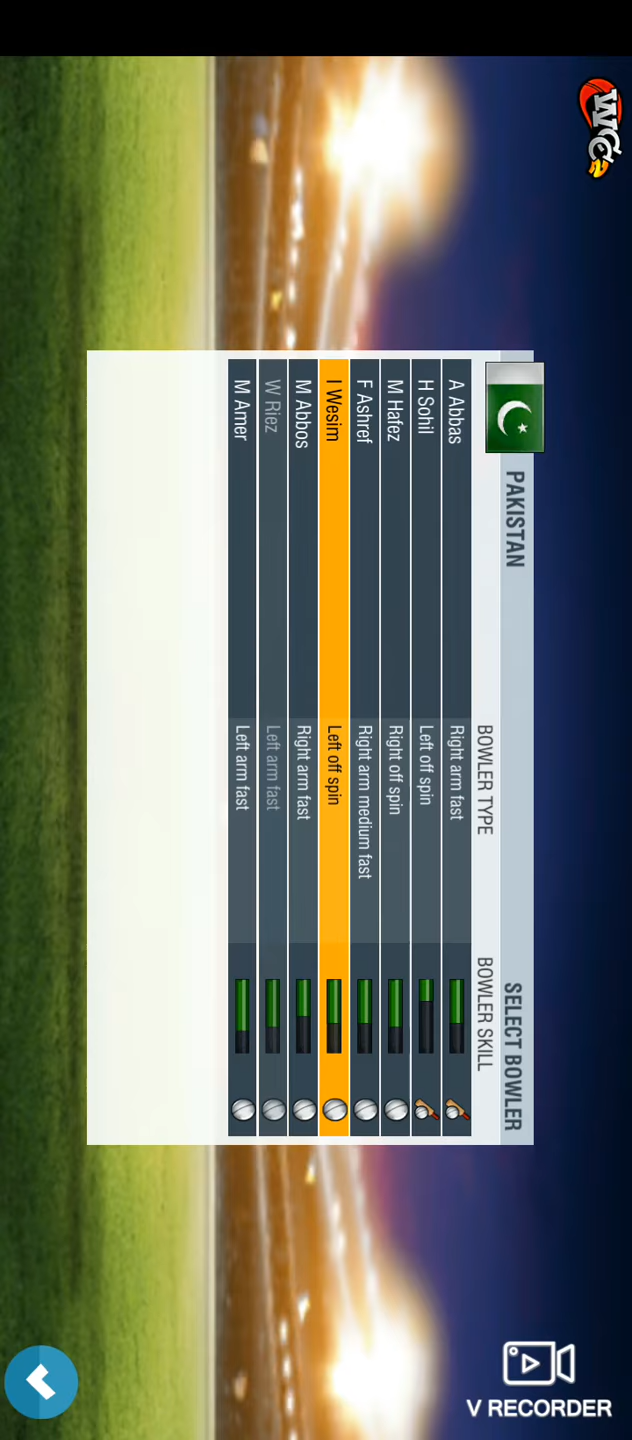 WCC2
PAKISTAN SELECT BOWLER
BOWLER TYPE BOWLER SKILL
A Abbas Right arm fast
H Sohil Left off spin
M Hafez Right off spin
F Ashref Right arm medium fast
I Wesim Left off spin
M Abbos Right arm fast
W Riez Left arm fast
M Amer Left arm fast
V RECORDER